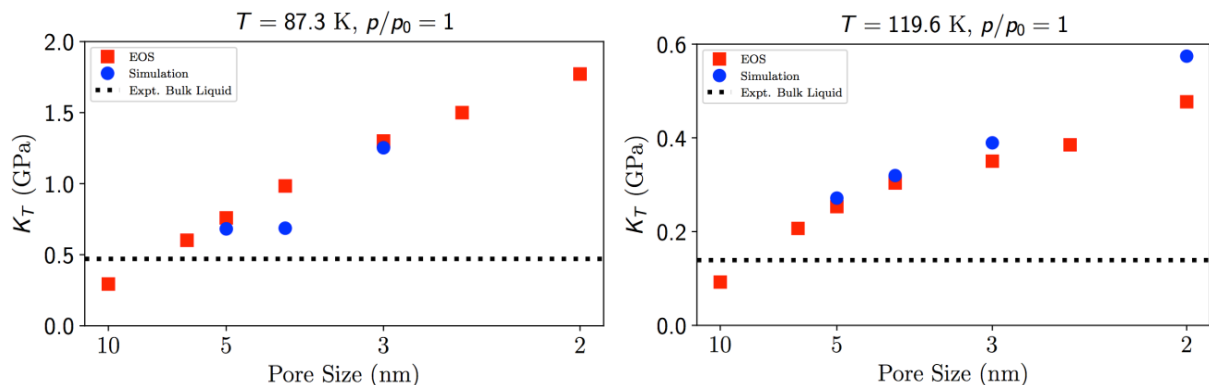 T = 87.3 K, p/p₀ = 1
2.0
1.5
1.0
0.5
0.0
K_T (GPa)
EOS
Simulation
Expt. Bulk Liquid
10 5 3 2
Pore Size (nm)
T = 119.6 K, p/p₀ = 1
0.6
0.4
0.2
0.0
K_T (GPa)
EOS
Simulation
Expt. Bulk Liquid
10 5 3 2
Pore Size (nm)